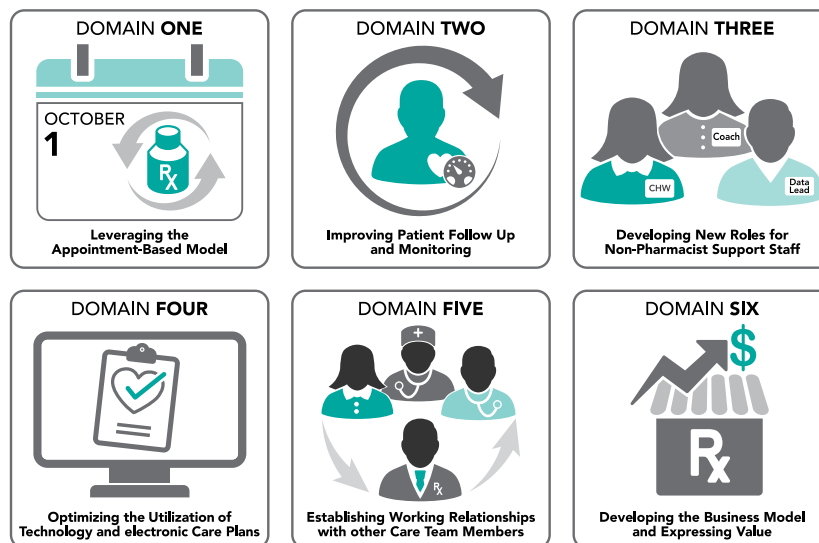 DOMAIN ONE
OCTOBER
1
Rx
Leveraging the
Appointment-Based Model
DOMAIN TWO
Improving Patient Follow Up
and Monitoring
DOMAIN THREE
Coach
CHW
Data
Lead
Developing New Roles for
Non-Pharmacist Support Staff
DOMAIN FOUR
Optimizing the Utilization of
Technology and electronic Care Plans
DOMAIN FIVE
Rx
Establishing Working Relationships
with other Care Team Members
DOMAIN SIX
$
Rx
Developing the Business Model
and Expressing Value